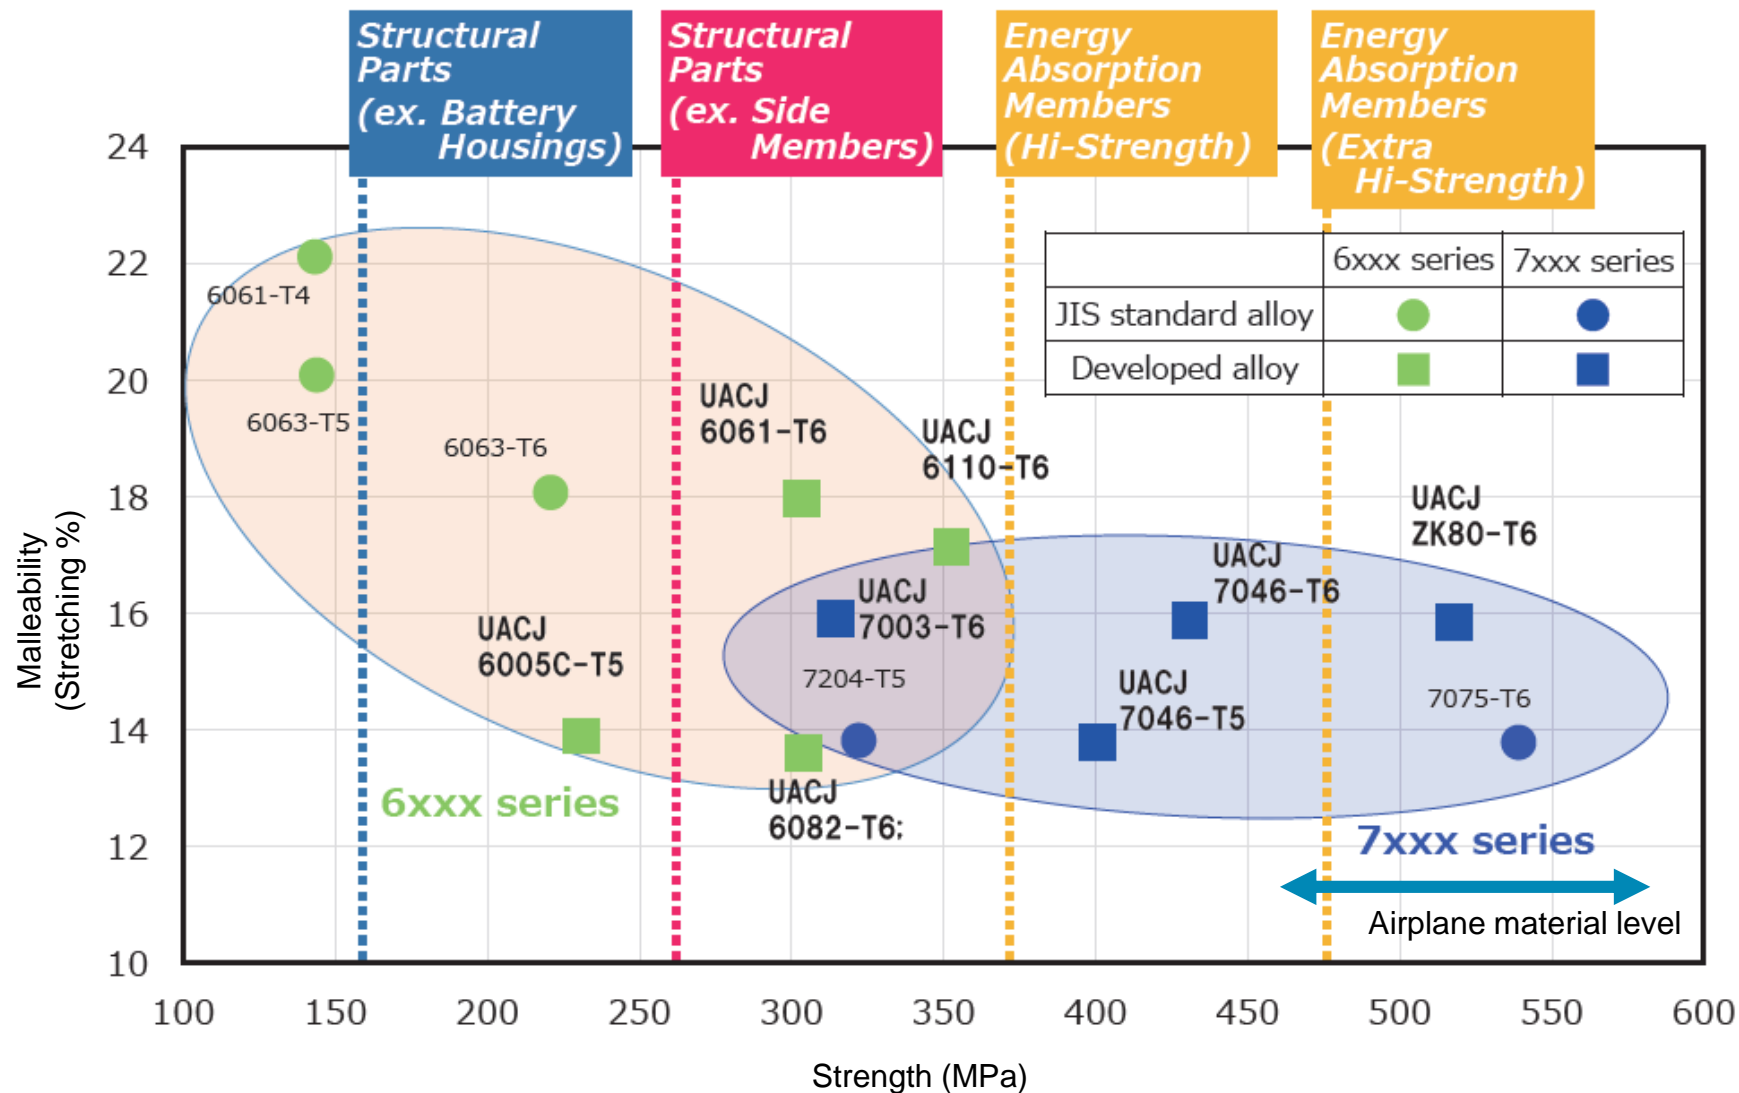 Structural
Parts
(ex. Battery
Housings)
Structural
Parts
(ex. Side
Members)
Energy
Absorption
Members
(Hi-Strength)
Energy
Absorption
Members
(Extra
Hi-Strength)
6xxx series 7xxx series
JIS standard alloy
Developed alloy
24
22
20
18
16
14
12
10
Malleability
(Stretching %)
6061-T4
6063-T5
6063-T6
UACJ
6061-T6
UACJ
6110-T6
UACJ
ZK80-T6
UACJ
7046-T6
UACJ
7003-T6
UACJ
6005C-T5
7204-T5
UACJ
7046-T5
7075-T6
UACJ
6082-T6;
6xxx series
7xxx series
Airplane material level
100 150 200 250 300 350 400 450 500 550 600
Strength (MPa)